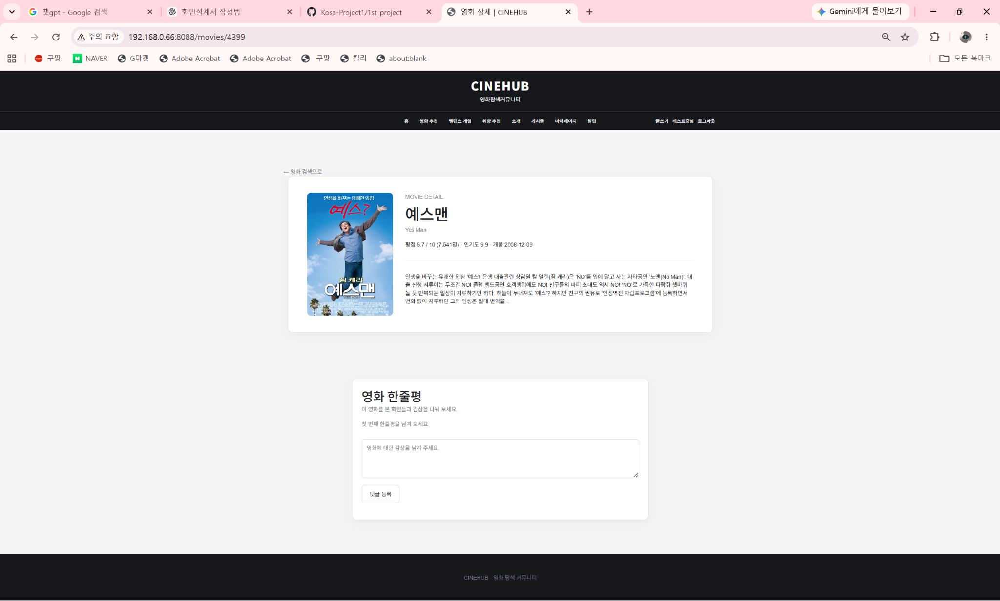 챗gpt - Google 검색
화면설계서 작성법
Kosa-Project1/1st_project
영화 상세 | CINEHUB
Gemini에게 물어보기
주의 요함
192.168.0.66:8088/movies/4399
쿠팡!
NAVER
G마켓
Adobe Acrobat
Adobe Acrobat
쿠팡
컬리
about:blank
모든 북마크
CINEHUB
영화탐색커뮤니티
홈 영화 추천 밸런스 게임 취향 추천 소개 게시글 마이페이지 알림 글쓰기 테스트중님 로그아웃
← 영화 검색으로
인생을 바꾸는 유쾌한 외침
예스?
짐 캐리
예스맨
MOVIE DETAIL
예스맨
Yes Man
평점 6.7 / 10 (7,541명) · 인기도 9.9 · 개봉 2008-12-09
인생을 바꾸는 유쾌한 외침 ‘예스’! 은행 대출관련 상담원 칼 앨렌(짐 캐리)은 ‘NO’를 입에 달고 사는 자타공인 ‘노맨(No Man)’. 대
출 신청 서류에는 무조건 NO! 클럽 밴드공연 호객행위에도 NO! 친구들의 파티 초대도 역시 NO! ‘NO’로 가득한 다람쥐 쳇바퀴
돌 듯 반복되는 일상이 지루하기만 하다. 하늘이 무너져도 ‘예스’? 하지만 친구의 권유로 ‘인생역전 자립프로그램’에 등록하면서
변화 없이 지루하던 그의 인생은 일대 변혁을 ..
영화 한줄평
이 영화를 본 회원들과 감상을 나눠 보세요.
첫 번째 한줄평을 남겨 보세요.
영화에 대한 감상을 남겨 주세요.
댓글 등록
CINEHUB · 영화 탐색 커뮤니티